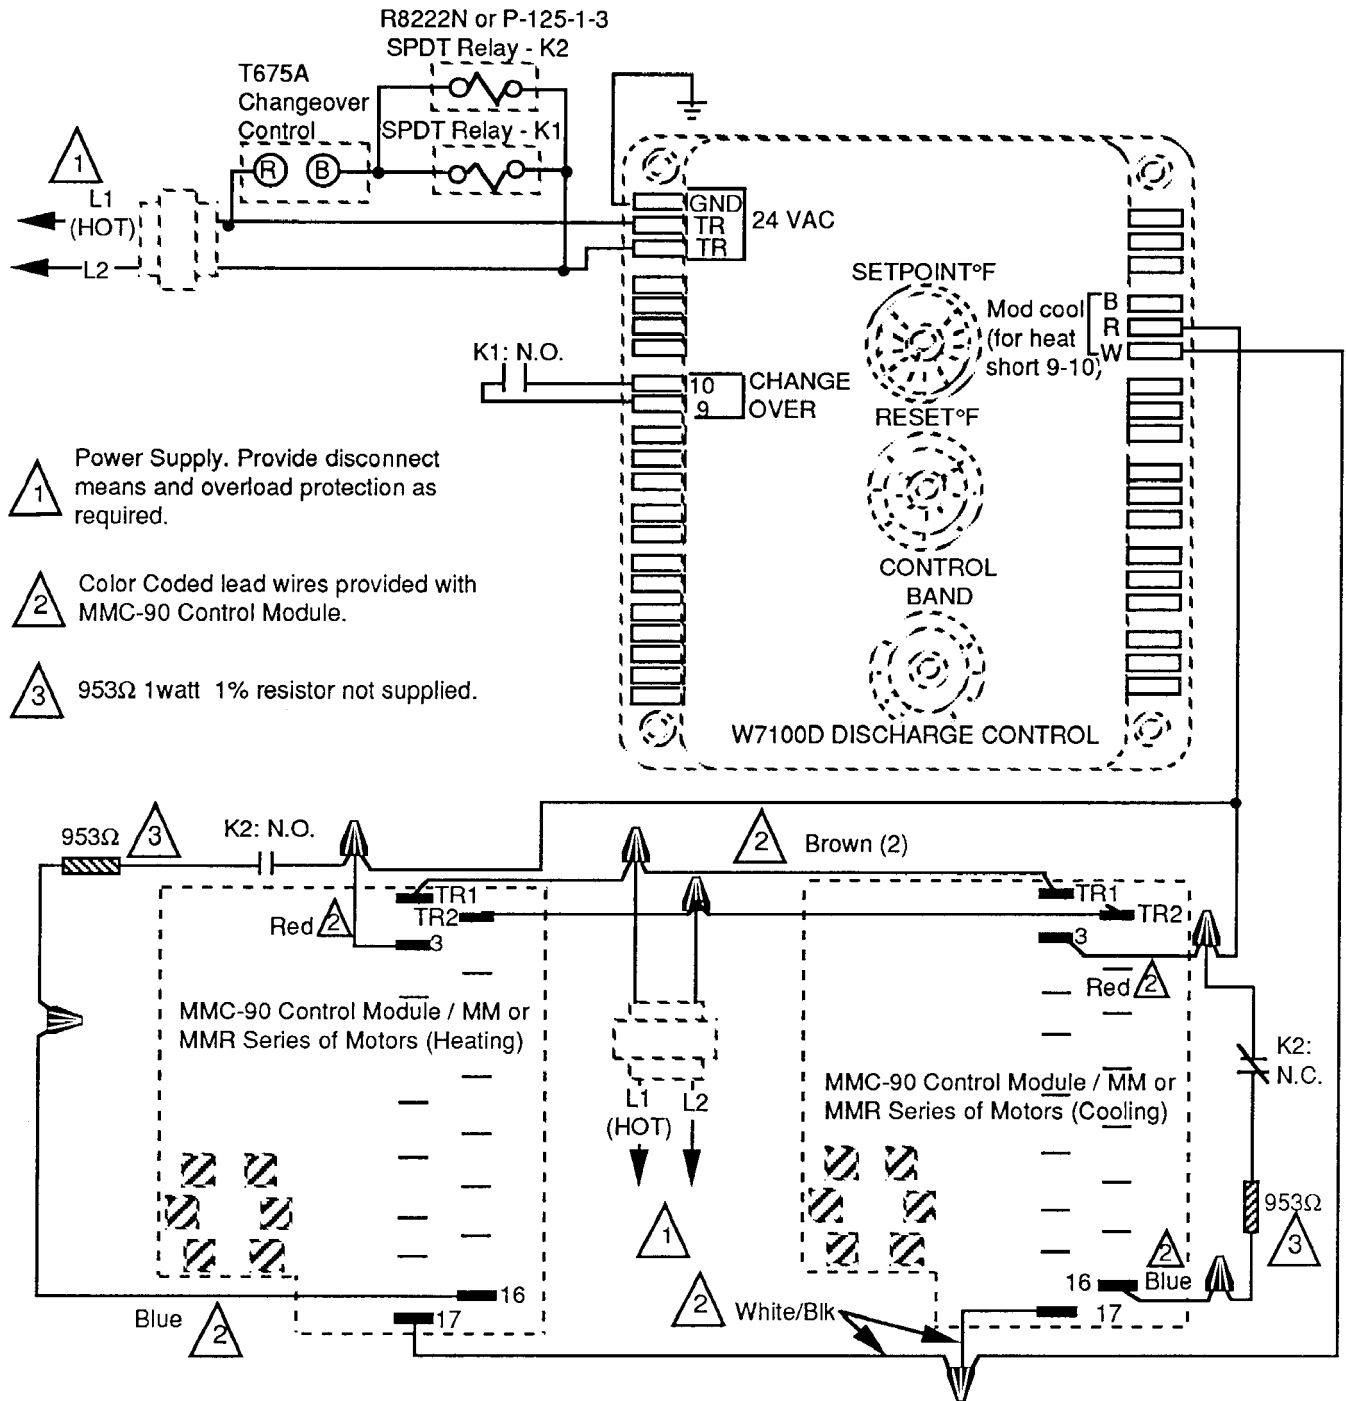 R8222N or P-125-1-3
SPDT Relay - K2
T675A
Changeover
Control
SPDT Relay - K1
R B
1
L1
(HOT)
L2
GND
TR
TR
24 VAC
SETPOINT°F
Mod cool
(for heat
short 9-10)
B
R
W
K1: N.O.
10
9
CHANGE
OVER
RESET°F
CONTROL
BAND
W7100D DISCHARGE CONTROL
1
Power Supply. Provide disconnect
means and overload protection as
required.
2
Color Coded lead wires provided with
MMC-90 Control Module.
3
953Ω 1watt 1% resistor not supplied.
953Ω
3
K2: N.O.
2
Brown (2)
TR1
TR2
3
Red
2
MMC-90 Control Module / MM or
MMR Series of Motors (Heating)
TR1
TR2
3
Red
2
K2:
N.C.
MMC-90 Control Module / MM or
MMR Series of Motors (Cooling)
L1
(HOT)
L2
1
953Ω
3
2
16
Blue
17
16
17
Blue
2
2
White/Blk